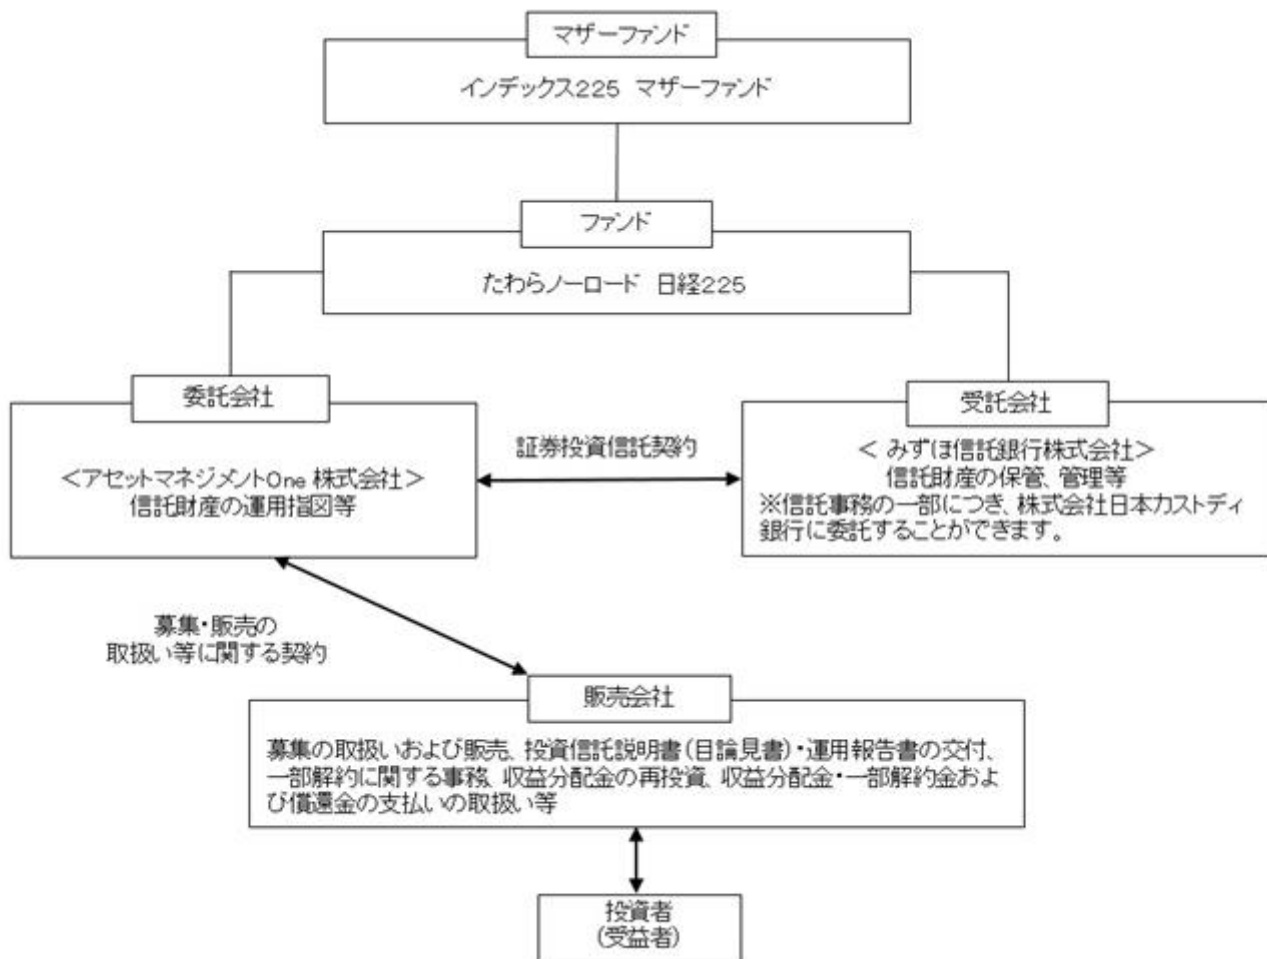 マザーファンド
インデックス225 マザーファンド
ファンド
たわらノーロード 日経225
委託会社
<アセットマネジメントOne 株式会社>
信託財産の運用指図等
証券投資信託契約
受託会社
< みずほ信託銀行株式会社>
信託財産の保管、管理等
※信託事務の一部につき、株式会社日本カストディ
銀行に委託することができます。
募集・販売の
取扱い等に関する契約
販売会社
募集の取扱いおよび販売、投資信託説明書(目論見書)・運用報告書の交付、
一部解約に関する事務、収益分配金の再投資、収益分配金・一部解約金およ
び償還金の支払いの取扱い等
投資者
(受益者)